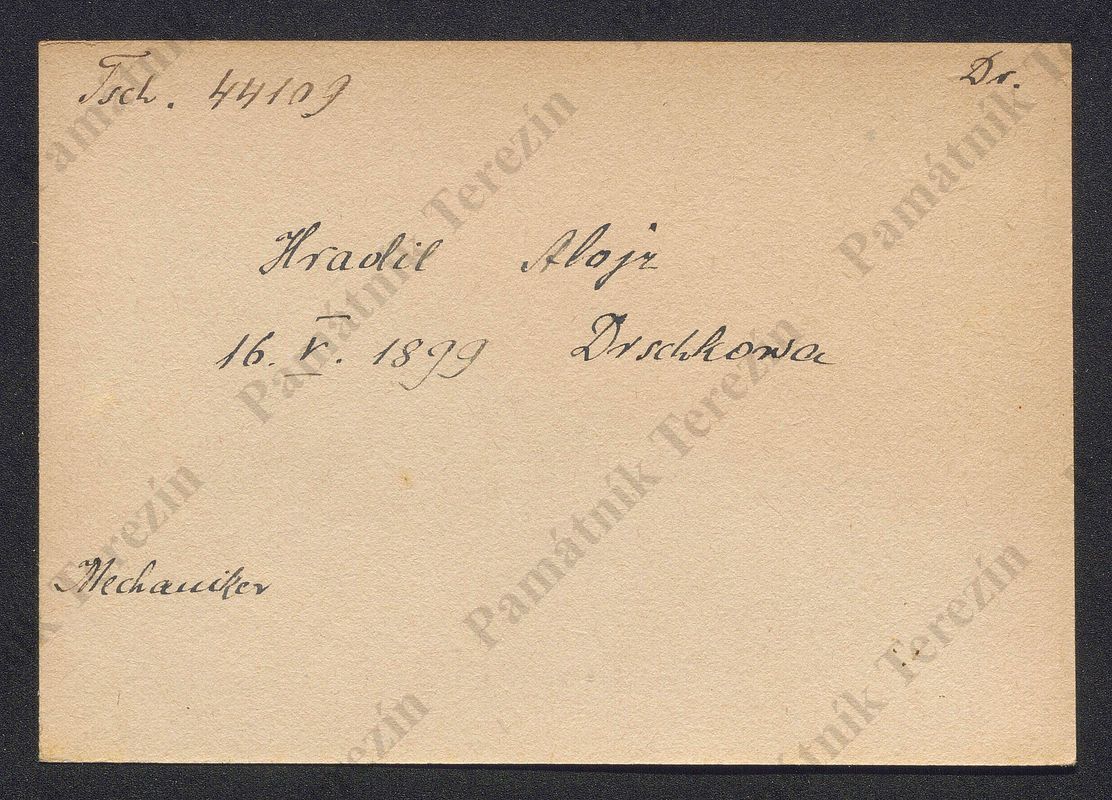 Tsch. 44109 Dr.
Hradil Alojz
16. V. 1899 Drschkowa
Mechaniker
Památník Terezín